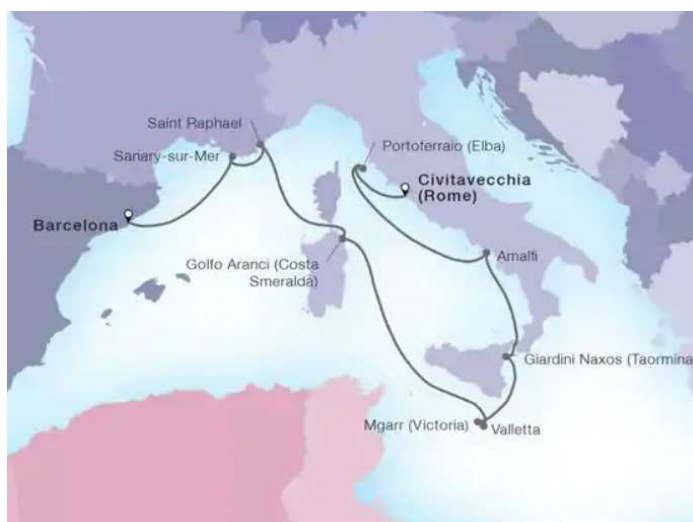 Saint Raphael
Sanary-sur-Mer
Portoferraio (Elba)
Civitavecchia
(Rome)
Barcelona
Golfo Aranci (Costa
Smeralda)
Amalfi
Giardini Naxos (Taormina
Mgarr (Victoria)
Valletta